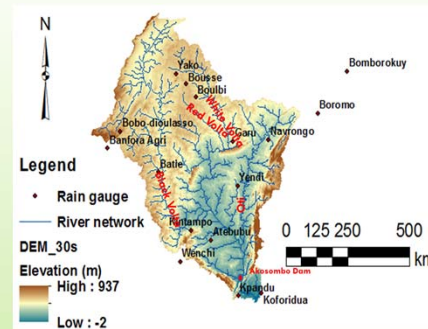 N
Bomborokuy
Yako
Bousse
Boulbi
Boromo
White Volta
Red Volta
Bobo-dioulasso
Garu
Navrongo
Banfora Agri
Legend
Batie
Yendi
Rain gauge
Black Volta
Oti
River network
Kintampo
DEM_30s
Atebubu
0 125 250 500
Elevation (m)
Wenchi
km
High : 937
Akosombo Dam
Kpandu
Koforidua
Low : -2